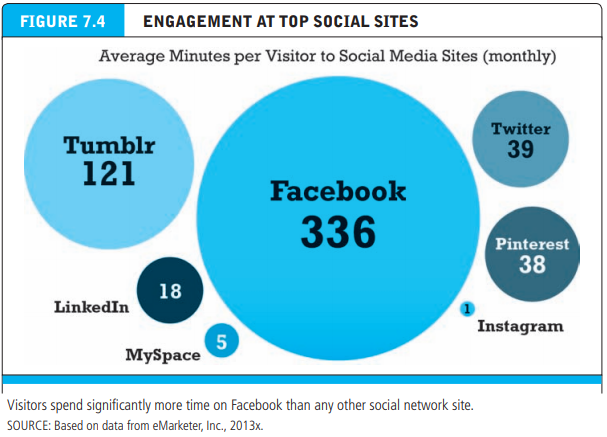 FIGURE 7.4 ENGAGEMENT AT TOP SOCIAL SITES
Average Minutes per Visitor to Social Media Sites (monthly)
Tumblr
121
Facebook
336
Twitter
39
Pinterest
38
LinkedIn
18
MySpace
5
1
Instagram
Visitors spend significantly more time on Facebook than any other social network site.
SOURCE: Based on data from eMarketer, Inc., 2013x.